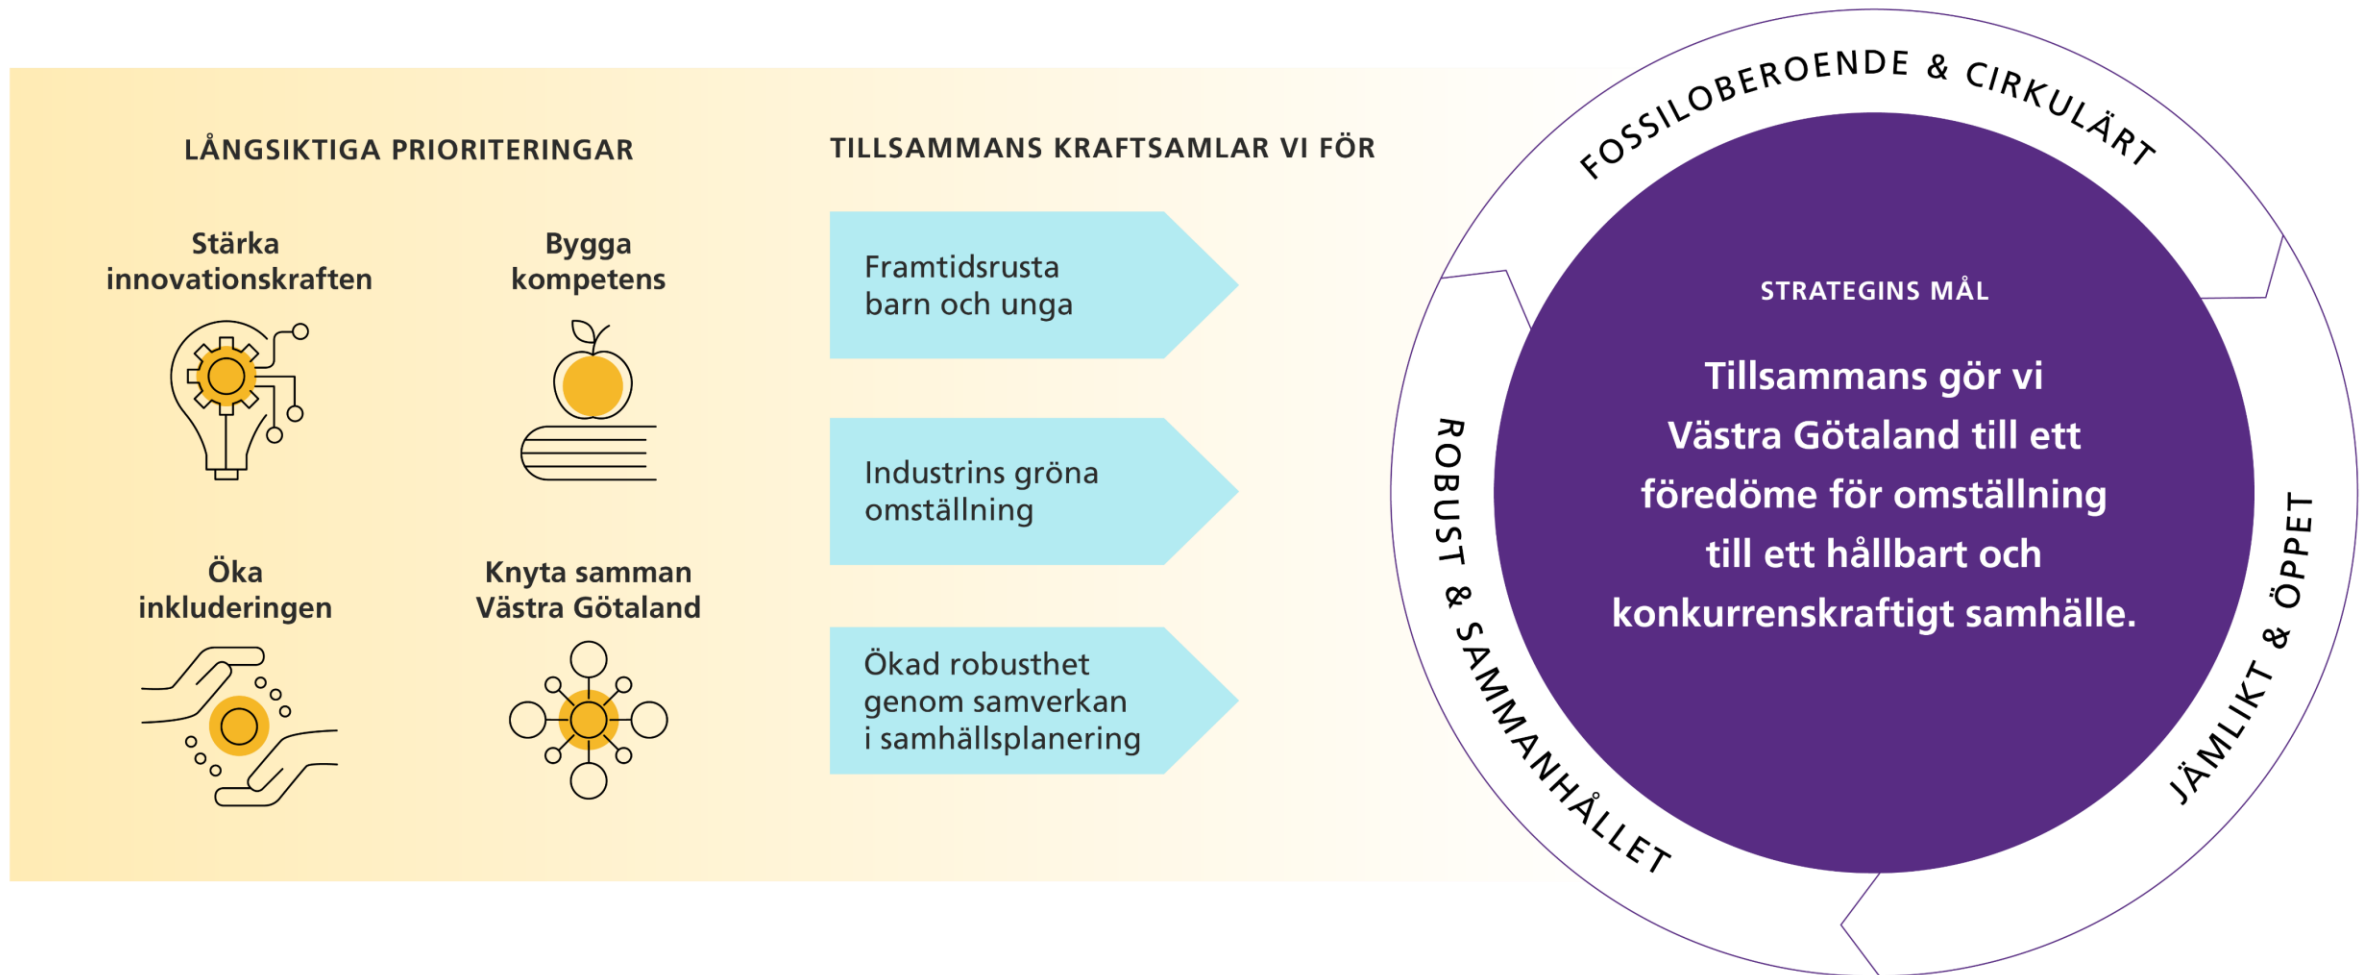 LÅNGSIKTIGA PRIORITERINGAR
Stärka
innovationskraften
Bygga
kompetens
Öka
inkluderingen
Knyta samman
Västra Götaland
TILLSAMMANS KRAFTSAMLAR VI FÖR
Framtidsrusta
barn och unga
Industrins gröna
omställning
Ökad robusthet
genom samverkan
i samhällsplanering
FOSSILOBEROENDE & CIRKULÄRT
JÄMLIKT & ÖPPET
ROBUST & SAMMANHÅLLET
STRATEGINS MÅL
Tillsammans gör vi
Västra Götaland till ett
föredöme för omställning
till ett hållbart och
konkurrenskraftigt samhälle.